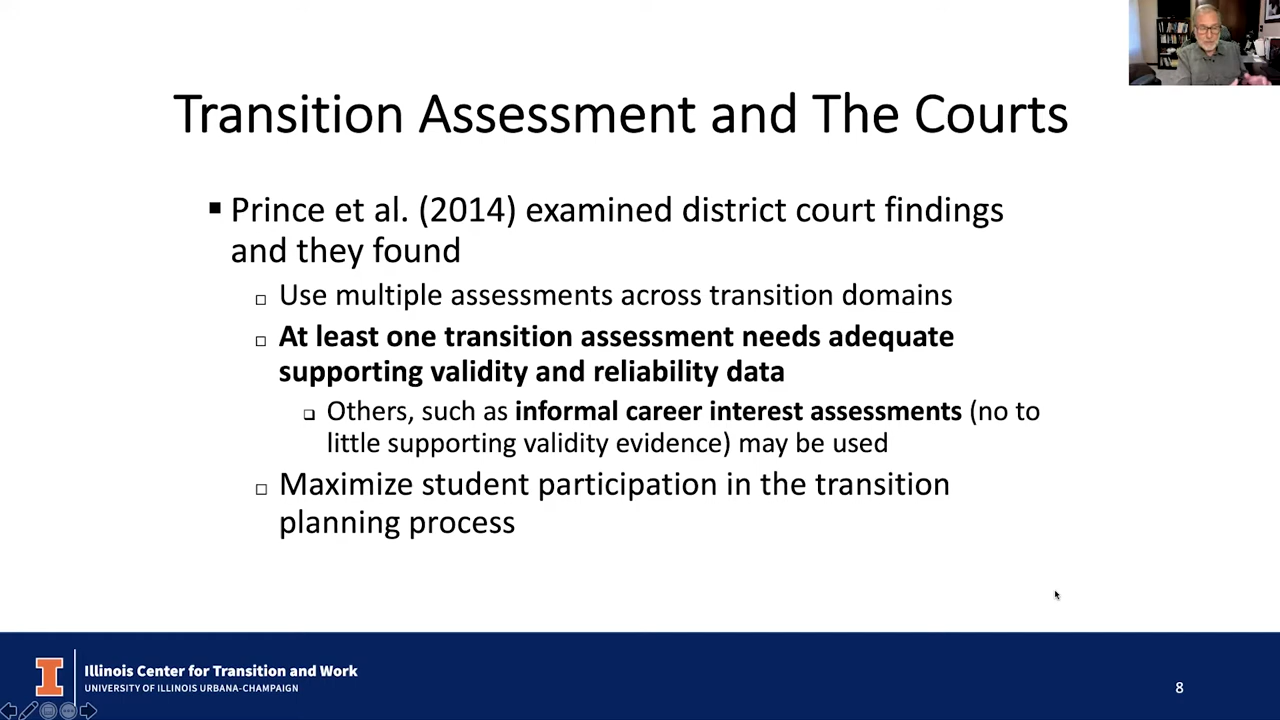 Transition Assessment and The Courts
Prince et al. (2014) examined district court findings
and they found
Use multiple assessments across transition domains
At least one transition assessment needs adequate
supporting validity and reliability data
Others, such as informal career interest assessments (no to
little supporting validity evidence) may be used
Maximize student participation in the transition
planning process
I
Illinois Center for Transition and Work
UNIVERSITY OF ILLINOIS URBANA-CHAMPAIGN
8